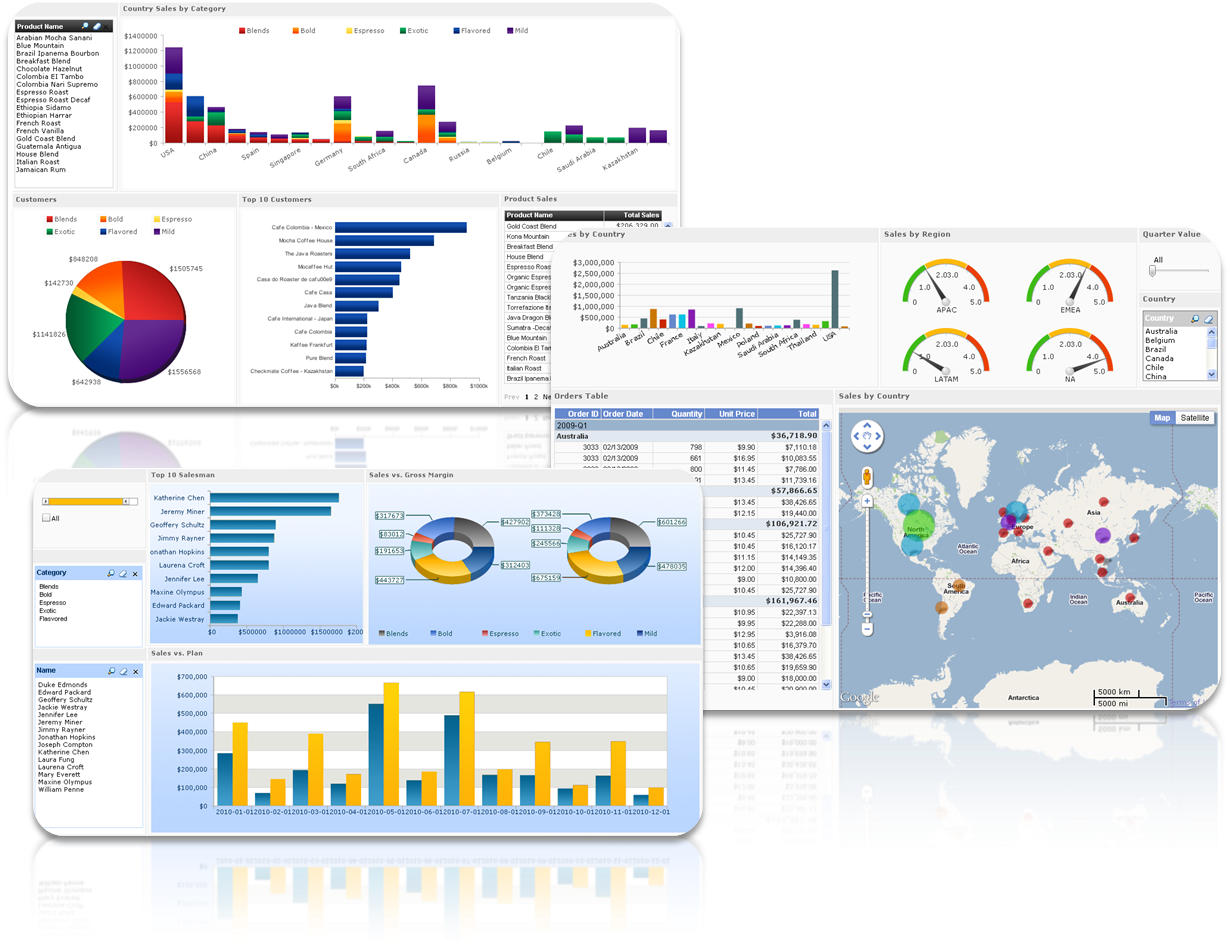 Country Sales by Category
Product Name
Arabian Mocha Sanani
Blue Mountain
Brazil Ipanema Bourbon
Breakfast Blend
Chocolate Hazelnut
Colombia El Tambo
Colombia Nari Supremo
Espresso Roast
Espresso Roast Decaf
Ethiopia Sidamo
Ethiopian Harrar
French Roast
French Vanilla
Gold Coast Blend
Guatemala Antigua
House Blend
Italian Roast
Jamaican Rum
Blends Bold Espresso Exotic Flavored Mild
$1400000
$1200000
$1000000
$800000
$600000
$400000
$200000
$0
USA China Spain Singapore Germany South Africa Canada Russia Belgium Chile Saudi Arabia Kazakhstan
Customers
Blends Bold Espresso
Exotic Flavored Mild
$848208
$1505745
$142730
$1141826
$642938
$1556568
Top 10 Customers
Cafe Colombia - Mexico
Mocha Coffee House
The Java Roasters
Mocaffee Hut
Casa do Roaster de cafu00e9
Cafe Casa
Java Blend
Cafe International - Japan
Cafe Colombia
Kaffee Frankfurt
Pure Blend
Checkmate Coffee - Kazakhstan
$0k $200k $400k $600k $800k $1000k
Product Sales
Product Name Total Sales
Gold Coast Blend $206,329.00
Kona Mountain
Breakfast Blend
House Blend
Espresso Roas
Organic Espres
Organic Espres
Tanzania Black
Torrefazione It
Java Dragon Bl
Sumatra -Deca
Blue Mountain
Colombia El Tam
French Roast
Italian Roast
Brazil Ipanema
Prev 1 2 Ne
es by Country
$3,000,000
$2,500,000
$2,000,000
$1,500,000
$1,000,000
$500,000
$0
Australia Brazil Chile France Italy Kazakhstan Mexico Poland Saudi Arabia South Africa Thailand USA
Sales by Region
2.03.0
1.0 4.0
0.0 5.0
APAC
2.03.0
1.0 4.0
0.0 5.0
EMEA
2.03.0
1.0 4.0
0.0 5.0
LATAM
2.03.0
1.0 4.0
0.0 5.0
NA
Quarter Value
All
Country
Country
Australia
Belgium
Brazil
Canada
Chile
China
Orders Table
Order ID Order Date Quantity Unit Price Total
2009-Q1
Australia $36,718.90
3033 02/13/2009 798 $9.90 $7,110.18
3033 02/13/2009 661 $16.95 $10,083.55
800 $11.45 $7,786.00
01 $11.45 $11,739.16
$57,866.65
$13.45 $38,426.65
$12.15 $19,440.00
$106,921.72
$10.45 $25,727.90
$10.45 $16,120.17
$11.15 $14,149.35
$12.00 $14,396.40
$9.00 $10,800.00
$10.45 $25,727.90
$161,967.46
$10.95 $22,397.13
$9.95 $22,288.00
$12.95 $3,916.08
$10.65 $16,379.70
$13.45 $38,426.65
$10.65 $19,659.90
$9.00 $18,000.00
$10.45 $20,900.00
Sales by Country
Map Satellite
North America
Atlantic Ocean
Europe
Asia
Africa
South America
Pacific Ocean
Indian Ocean
Australia
Pacific Ocean
Antarctica
Google
5000 km
5000 mi
Terms of
All
Category
Blends
Bold
Espresso
Exotic
Flasvored
Name
Duke Edmonds
Edward Packard
Geoffery Schultz
Jackie Westray
Jennifer Lee
Jeremy Miner
Jimmy Rayner
Jonathan Hopkins
Joseph Compton
Katherine Chen
Laura Fung
Laurena Croft
Mary Everett
Maxine Olympus
William Penne
Top 10 Salesman
Katherine Chen
Jeremy Miner
Geoffery Schultz
Jimmy Rayner
onathan Hopkins
Laurena Croft
Jennifer Lee
Maxine Olympus
Edward Packard
Jackie Westray
$0 $500000 $1000000 $1500000 $200
Sales vs. Gross Margin
$317673
$427902
$83012
$191653
$312403
$443727
$373428
$601266
$111328
$245566
$478035
$675159
Blends Bold Espresso Exotic Flavored Mild
Sales vs. Plan
$700,000
$600,000
$500,000
$400,000
$300,000
$200,000
$100,000
$0
2010-01-01 2010-02-01 2010-03-01 2010-04-01 2010-05-01 2010-06-01 2010-07-01 2010-08-01 2010-09-01 2010-10-01 2010-11-01 2010-12-01